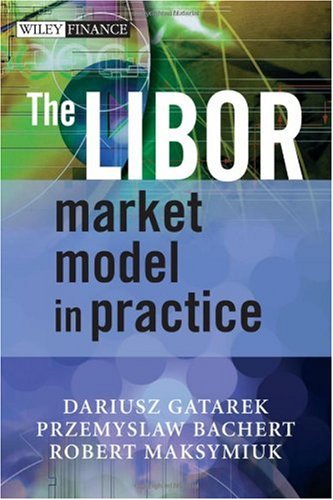 WILEY FINANCE
The LIBOR
market
model
in practice
DARIUSZ GATAREK
PRZEMYSLAW BACHERT
ROBERT MAKSYMIUK